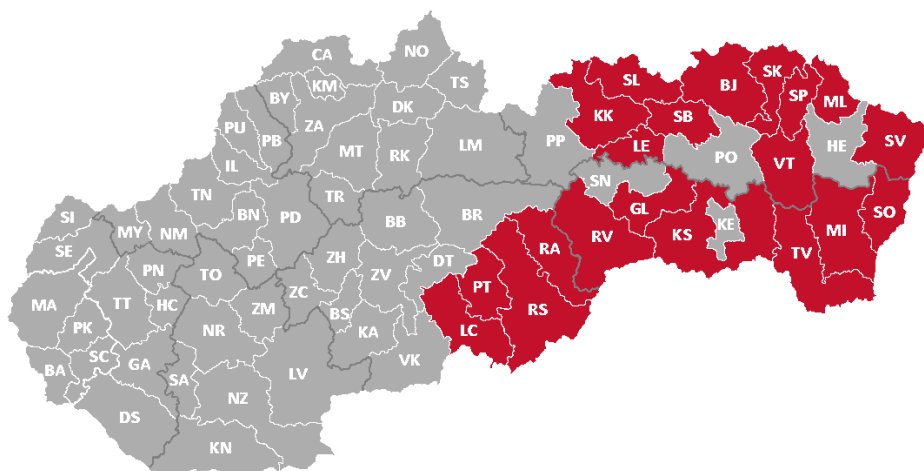 CA
NO
KM
TS
BY
DK
PU
ZA
PB
MT
RK
LM
IL
TN
TR
PP
SL
KK
BJ
SK
SP
ML
SB
LE
PO
VT
HE
SV
SN
GL
KE
KS
RV
TV
MI
SO
BN
PD
BB
BR
SI
MY
NM
SE
PN
TO
PE
ZH
ZV
DT
RA
PT
MA
TT
HC
ZM
ZC
BS
KA
LC
RS
PK
NR
SC
GA
VK
BA
SA
NZ
LV
DS
KN